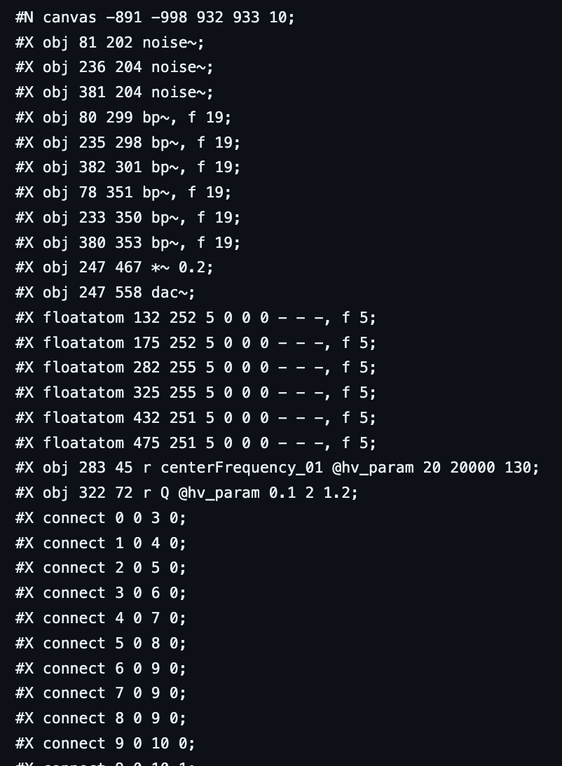 #N canvas -891 -998 932 933 10;
#X obj 81 202 noise~;
#X obj 236 204 noise~;
#X obj 381 204 noise~;
#X obj 80 299 bp~, f 19;
#X obj 235 298 bp~, f 19;
#X obj 382 301 bp~, f 19;
#X obj 78 351 bp~, f 19;
#X obj 233 350 bp~, f 19;
#X obj 380 353 bp~, f 19;
#X obj 247 467 *~ 0.2;
#X obj 247 558 dac~;
#X floatatom 132 252 5 0 0 0 - - -, f 5;
#X floatatom 175 252 5 0 0 0 - - -, f 5;
#X floatatom 282 255 5 0 0 0 - - -, f 5;
#X floatatom 325 255 5 0 0 0 - - -, f 5;
#X floatatom 432 251 5 0 0 0 - - -, f 5;
#X floatatom 475 251 5 0 0 0 - - -, f 5;
#X obj 283 45 r centerFrequency_01 @hv_param 20 20000 130;
#X obj 322 72 r Q @hv_param 0.1 2 1.2;
#X connect 0 0 3 0;
#X connect 1 0 4 0;
#X connect 2 0 5 0;
#X connect 3 0 6 0;
#X connect 4 0 7 0;
#X connect 5 0 8 0;
#X connect 6 0 9 0;
#X connect 7 0 9 0;
#X connect 8 0 9 0;
#X connect 9 0 10 0;
#X connect 9 0 10 1;